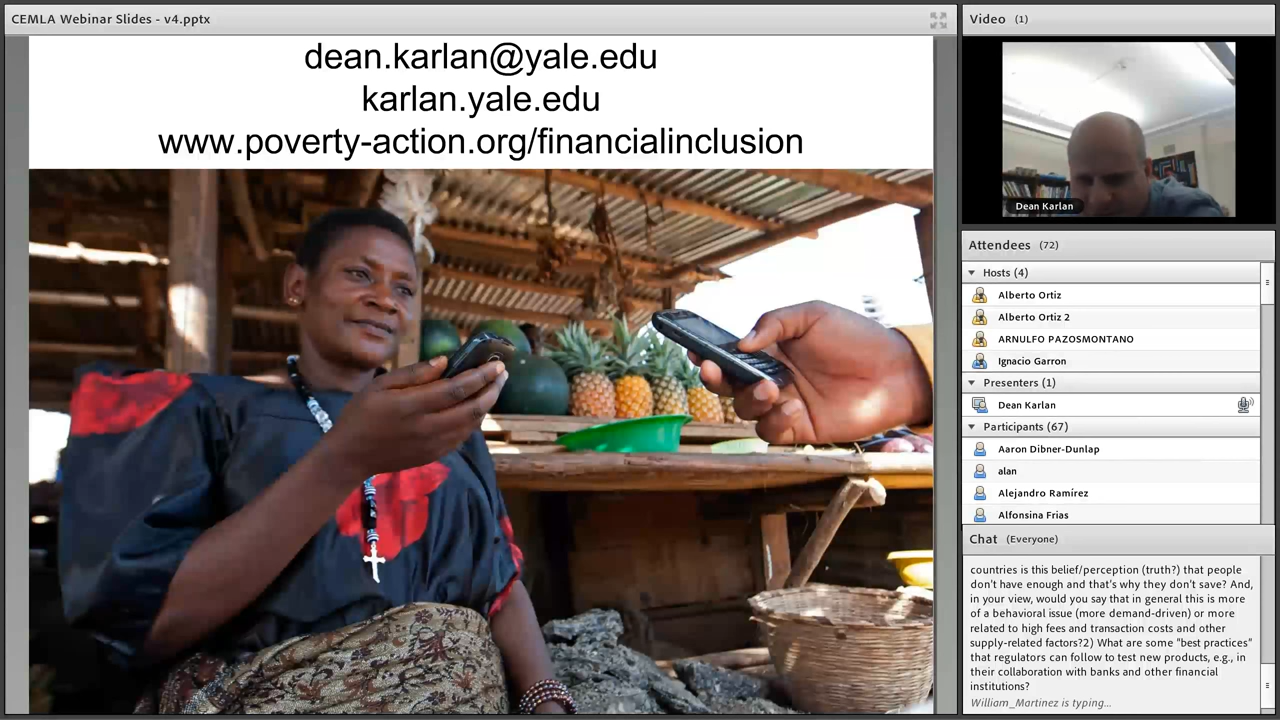 CEMLA Webinar Slides - v4.pptx
dean.karlan@yale.edu
karlan.yale.edu
www.poverty-action.org/financialinclusion
Video (1)
Dean Karlan
Attendees (72)
Hosts (4)
Alberto Ortiz
Alberto Ortiz 2
ARNULFO PAZOSMONTANO
Ignacio Garron
Presenters (1)
Dean Karlan
Participants (67)
Aaron Dibner-Dunlap
alan
Alejandro Ramírez
Alfonsina Frias
Chat (Everyone)
countries is this belief/perception (truth?) that people
don't have enough and that's why they don't save? And,
in your view, would you say that in general this is more
of a behavioral issue (more demand-driven) or more
related to high fees and transaction costs and other
supply-related factors?2) What are some "best practices"
that regulators can follow to test new products, e.g., in
their collaboration with banks and other financial
institutions?
William_Martinez is typing...